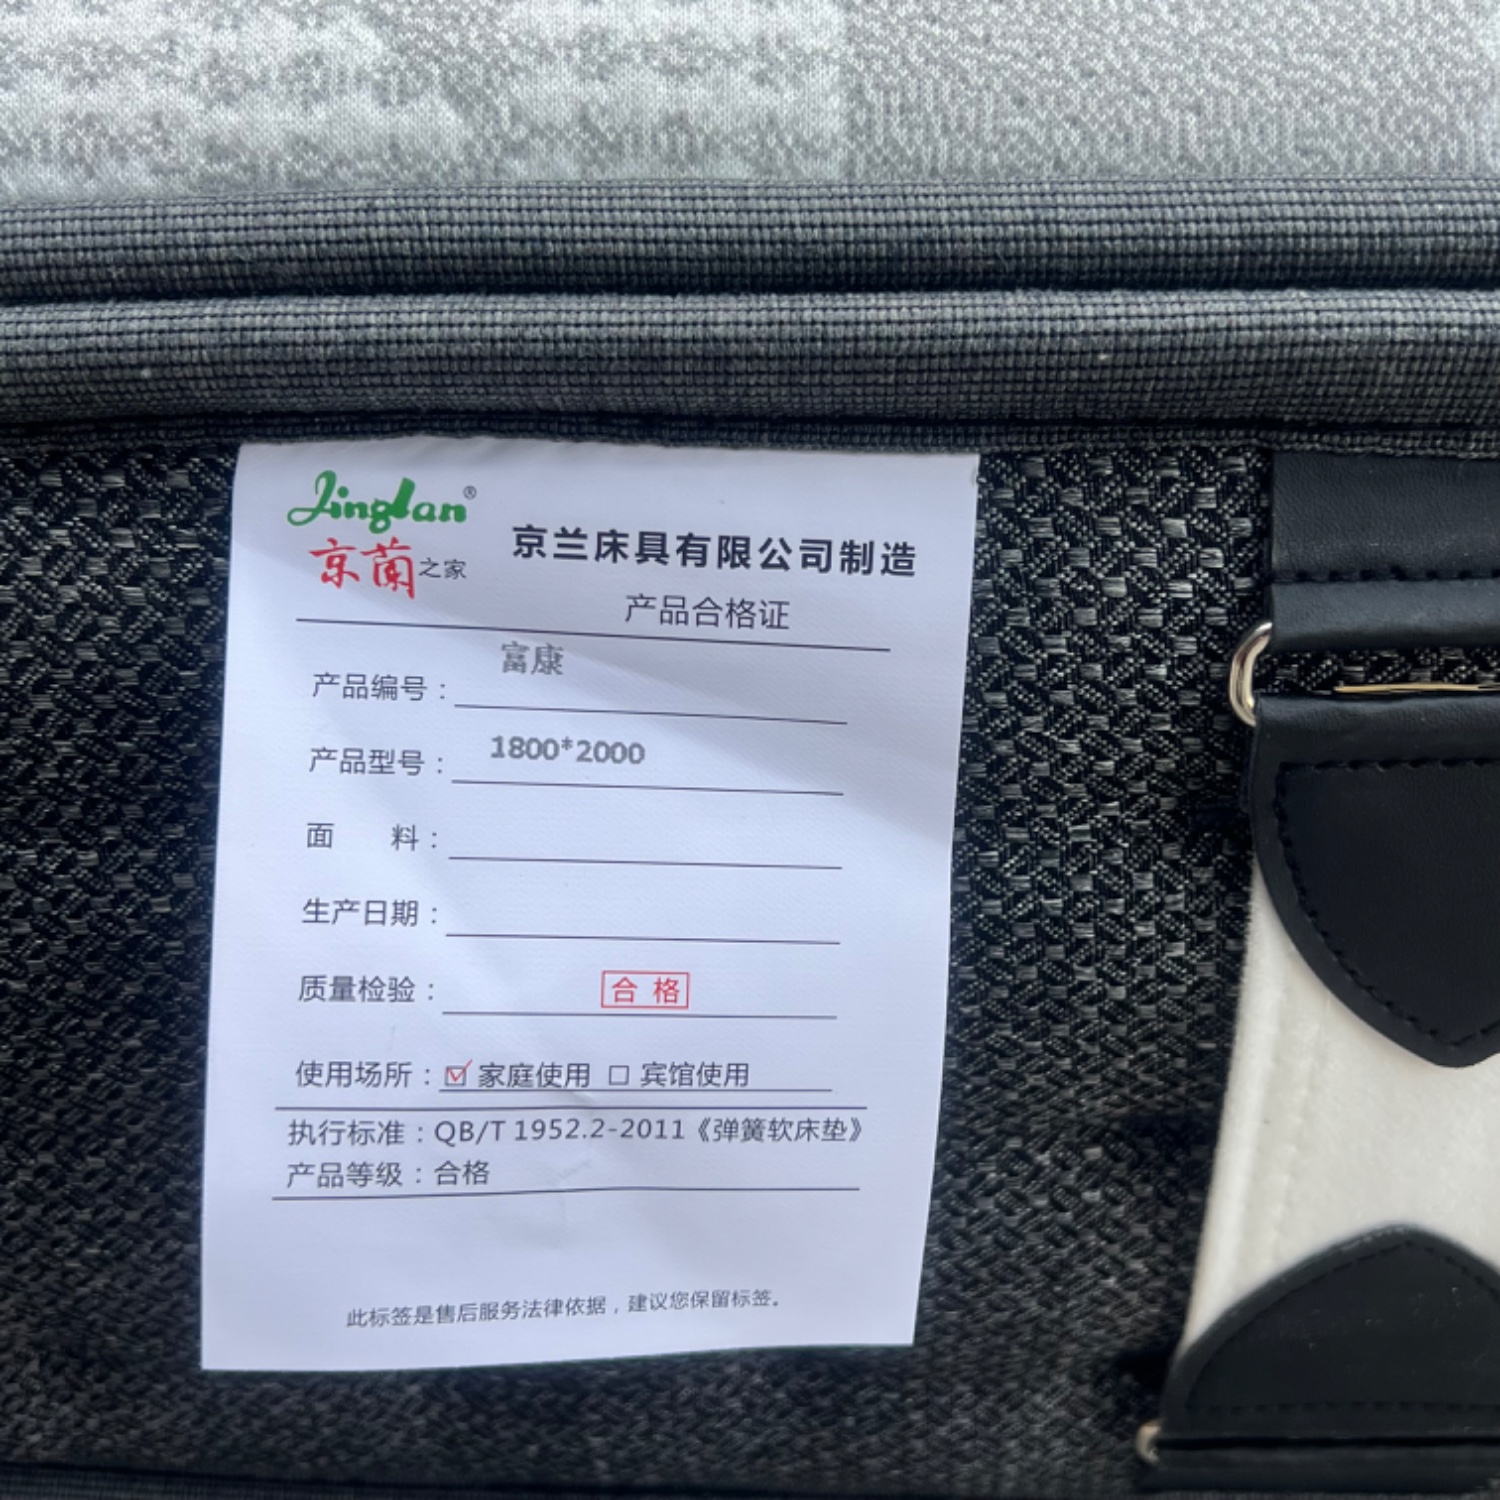 Jinglan®
京蘭之家
京兰床具有限公司制造
产品合格证
产品编号：富康
产品型号：1800*2000
面 料：
生产日期：
质量检验：合格
使用场所：☑ 家庭使用 □ 宾馆使用
执行标准：QB/T 1952.2-2011《弹簧软床垫》
产品等级：合格
此标签是售后服务法律依据，建议您保留标签。